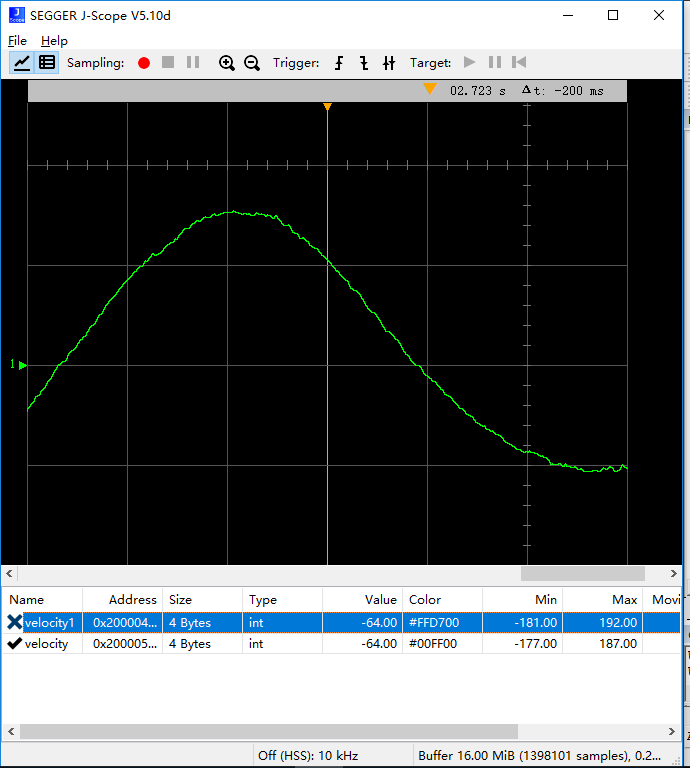 J Scope SEGGER J-Scope V5.10d
File Help
Sampling: Trigger: Target:
02.723 s Δt: -200 ms
1
Name Address Size Type Value Color Min Max Movi
velocity1 0x200004... 4 Bytes int -64.00 #FFD700 -181.00 192.00
velocity 0x200005... 4 Bytes int -64.00 #00FF00 -177.00 187.00
Off (HSS): 10 kHz Buffer 16.00 MiB (1398101 samples), 0.2...